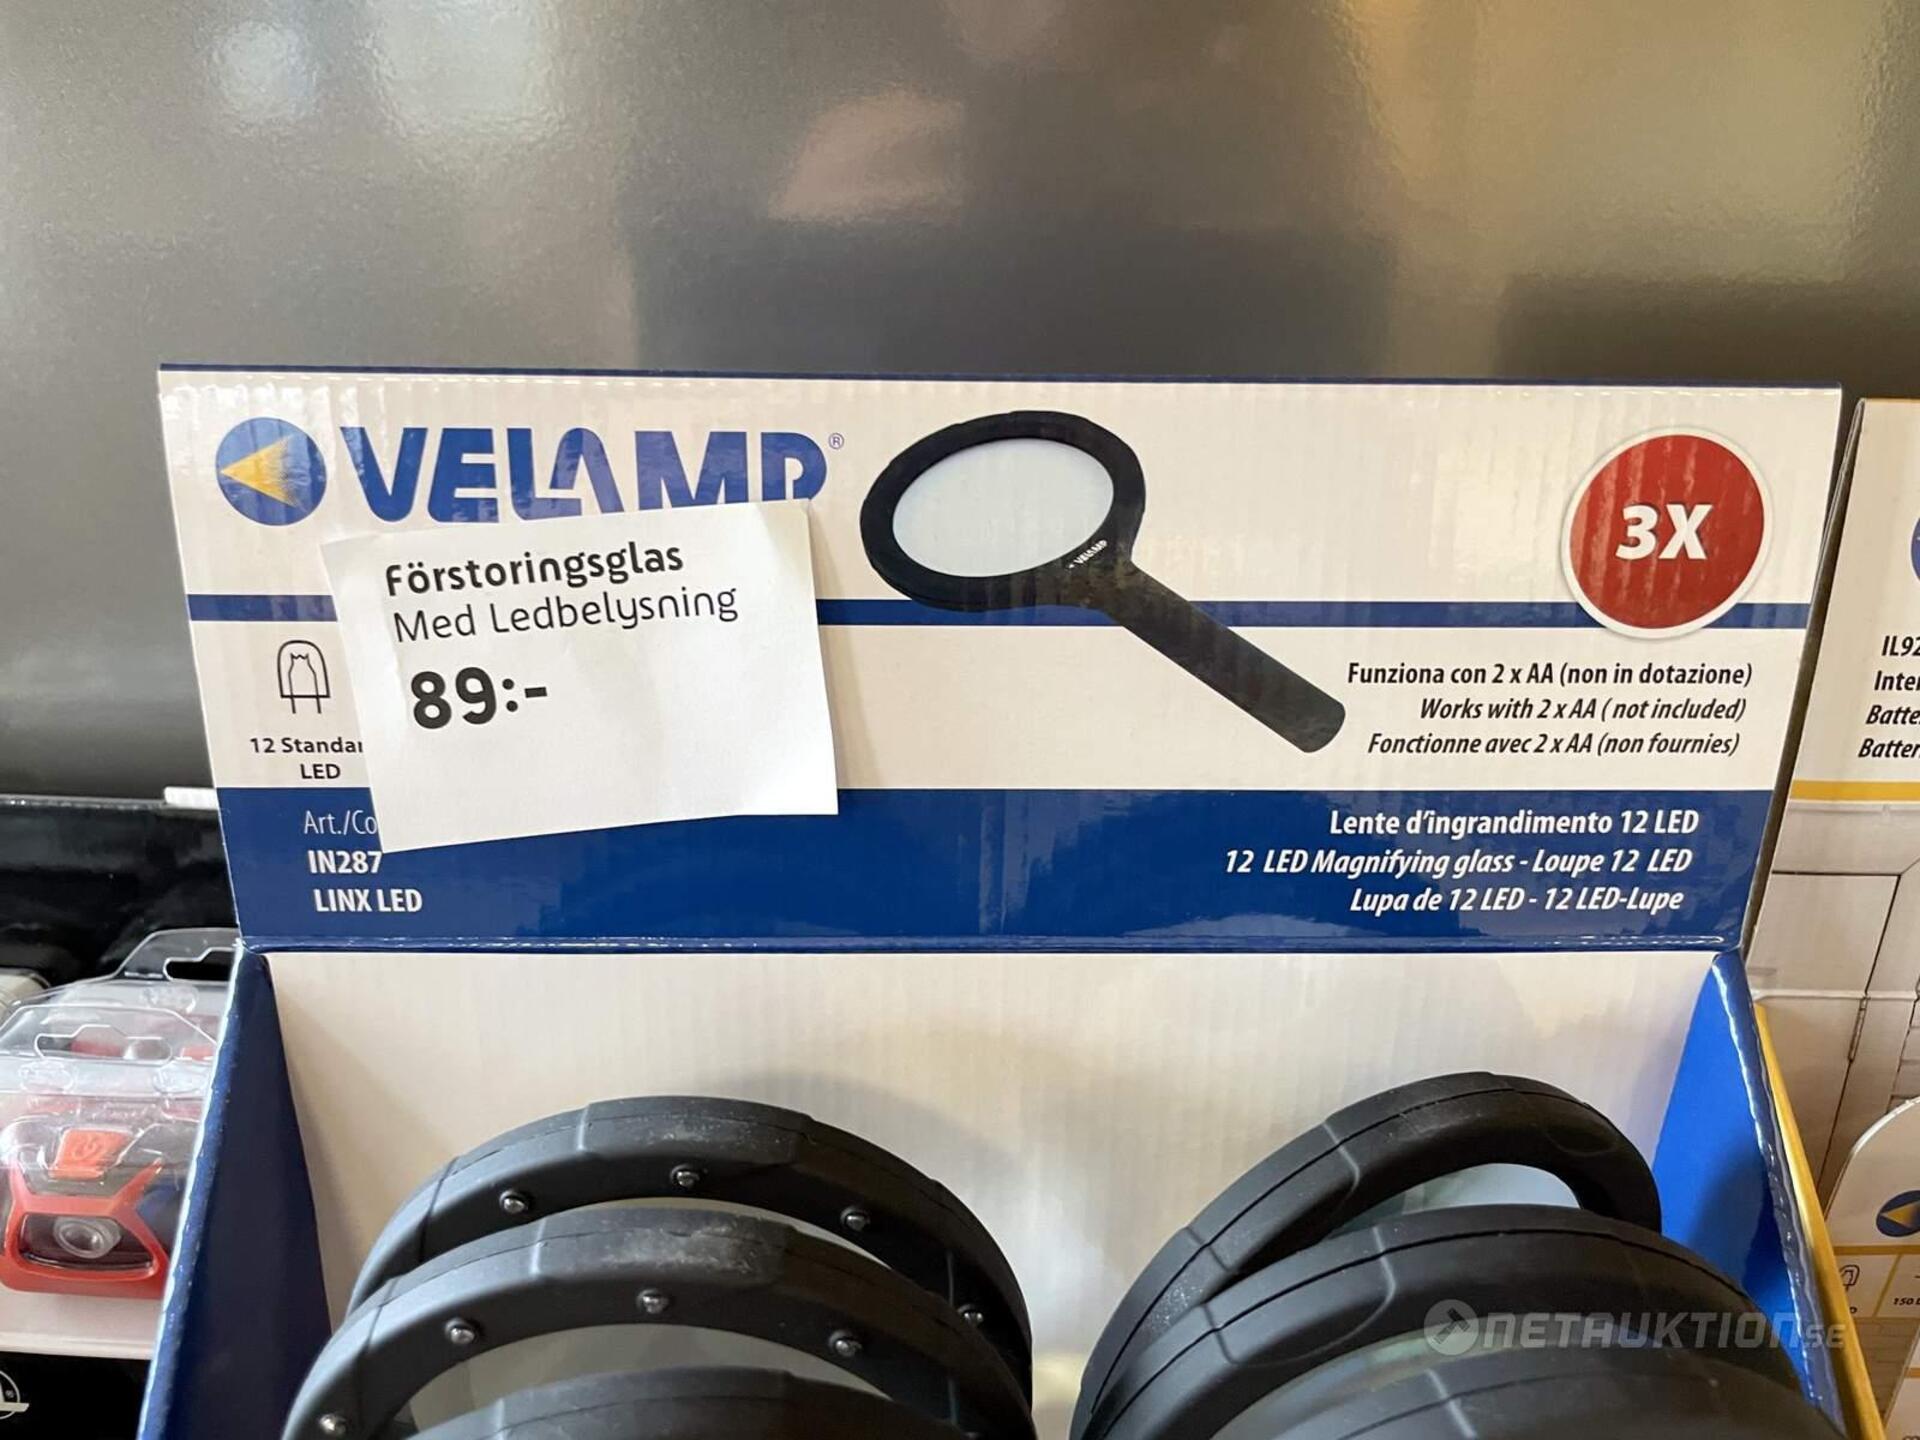 VELAMP®
Förstoringsglas
Med Ledbelysning
89:-
VELAMP
3X
Funziona con 2 x AA (non in dotazione)
Works with 2 x AA ( not included)
Fonctionne avec 2 x AA (non fournies)
12
LED
Art./Co
IN287
LINX LED
Lente d'ingrandimento 12 LED
12 LED Magnifying glass - Loupe 12 LED
Lupa de 12 LED - 12 LED-Lupe
IL92
NETAUKTION.SE